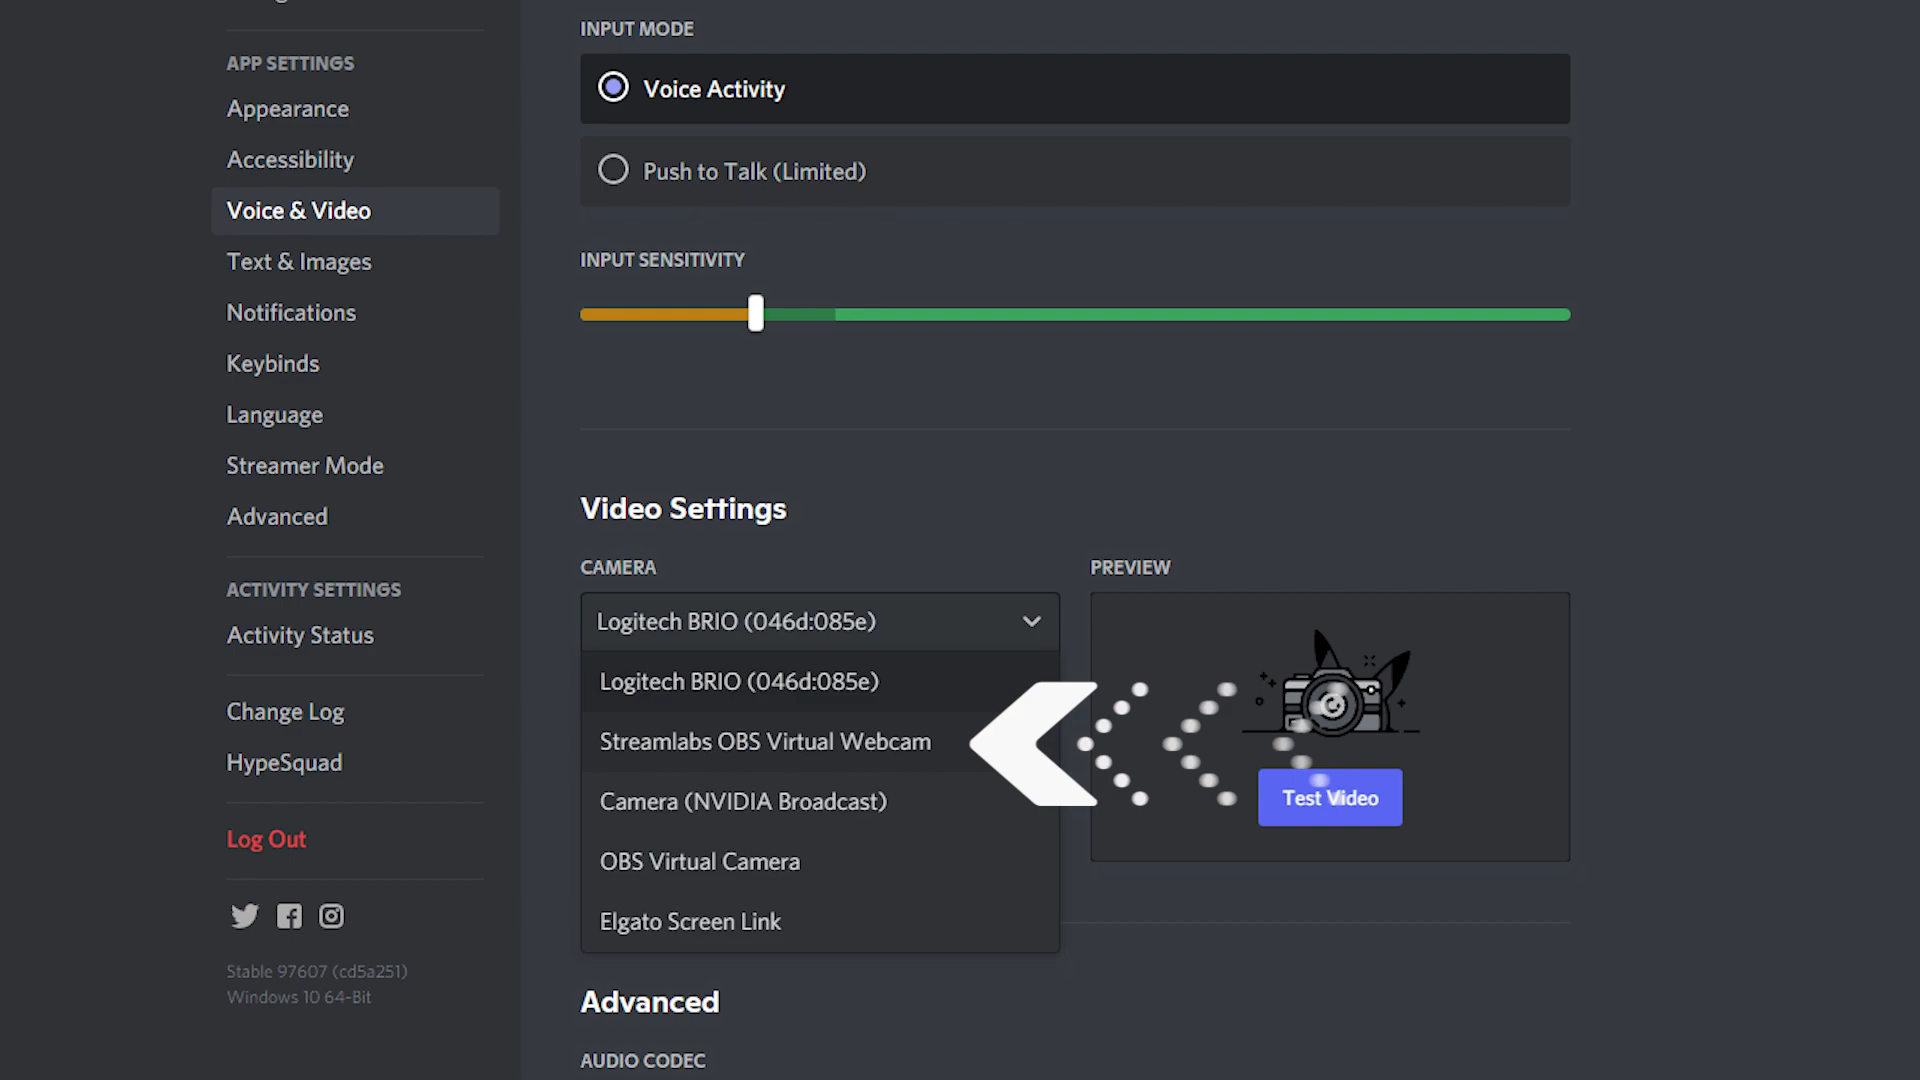 APP SETTINGS
Appearance
Accessibility
Voice & Video
Text & Images
Notifications
Keybinds
Language
Streamer Mode
Advanced
ACTIVITY SETTINGS
Activity Status
Change Log
HypeSquad
Log Out
Stable 97607 (cd5a251)
Windows 10 64-Bit
INPUT MODE
Voice Activity
Push to Talk (Limited)
INPUT SENSITIVITY
Video Settings
CAMERA
Logitech BRIO (046d:085e)
Logitech BRIO (046d:085e)
Streamlabs OBS Virtual Webcam
Camera (NVIDIA Broadcast)
OBS Virtual Camera
Elgato Screen Link
PREVIEW
Test Video
Advanced
AUDIO CODEC